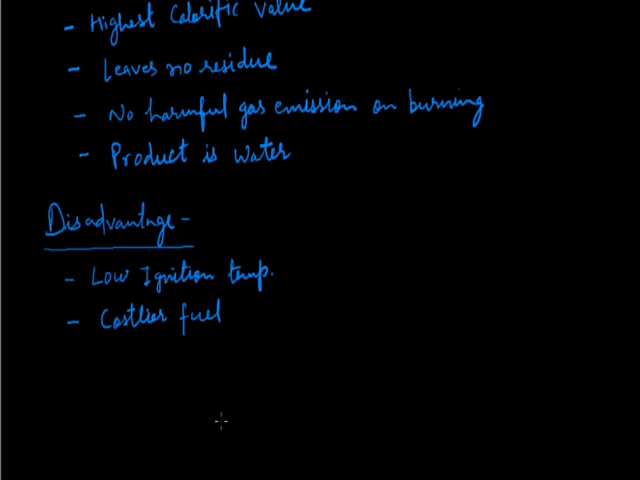 - Highest Calorific Value
- Leaves no residue
- No harmful gas emission on burning
- Product is water
Disadvantage -
- Low Ignition temp.
- Costlier fuel